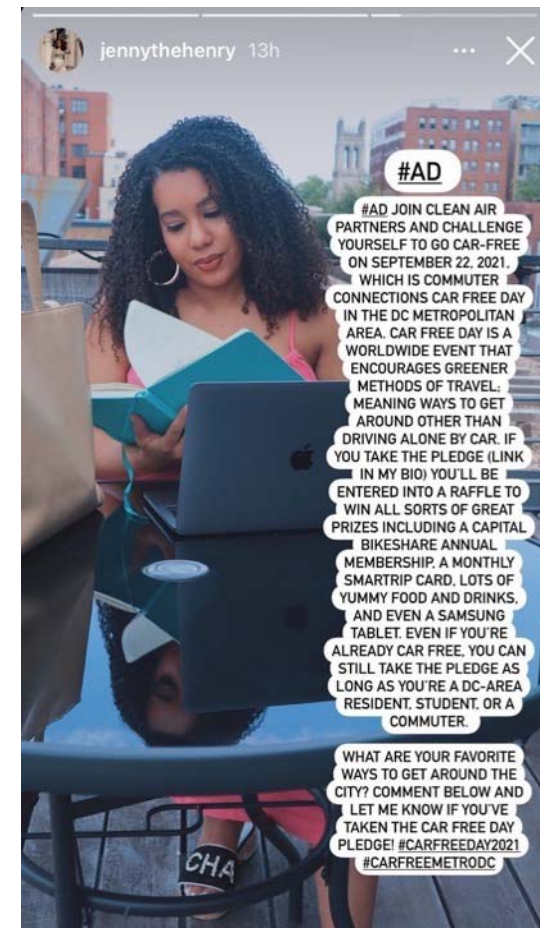 jennythehenry 13h
#AD
#AD JOIN CLEAN AIR
PARTNERS AND CHALLENGE
YOURSELF TO GO CAR-FREE
ON SEPTEMBER 22, 2021,
WHICH IS COMMUTER
CONNECTIONS CAR FREE DAY
IN THE DC METROPOLITAN
AREA. CAR FREE DAY IS A
WORLDWIDE EVENT THAT
ENCOURAGES GREENER
METHODS OF TRAVEL;
MEANING WAYS TO GET
AROUND OTHER THAN
DRIVING ALONE BY CAR. IF
YOU TAKE THE PLEDGE (LINK
IN MY BIO) YOU'LL BE
ENTERED INTO A RAFFLE TO
WIN ALL SORTS OF GREAT
PRIZES INCLUDING A CAPITAL
BIKESHARE ANNUAL
MEMBERSHIP, A MONTHLY
SMARTRIP CARD, LOTS OF
YUMMY FOOD AND DRINKS,
AND EVEN A SAMSUNG
TABLET. EVEN IF YOU'RE
ALREADY CAR FREE, YOU CAN
STILL TAKE THE PLEDGE AS
LONG AS YOU'RE A DC-AREA
RESIDENT, STUDENT, OR A
COMMUTER.
WHAT ARE YOUR FAVORITE
WAYS TO GET AROUND THE
CITY? COMMENT BELOW AND
LET ME KNOW IF YOU'VE
TAKEN THE CAR FREE DAY
PLEDGE! #CARFREEDAY2021
#CARFREEMETRODC
CHA